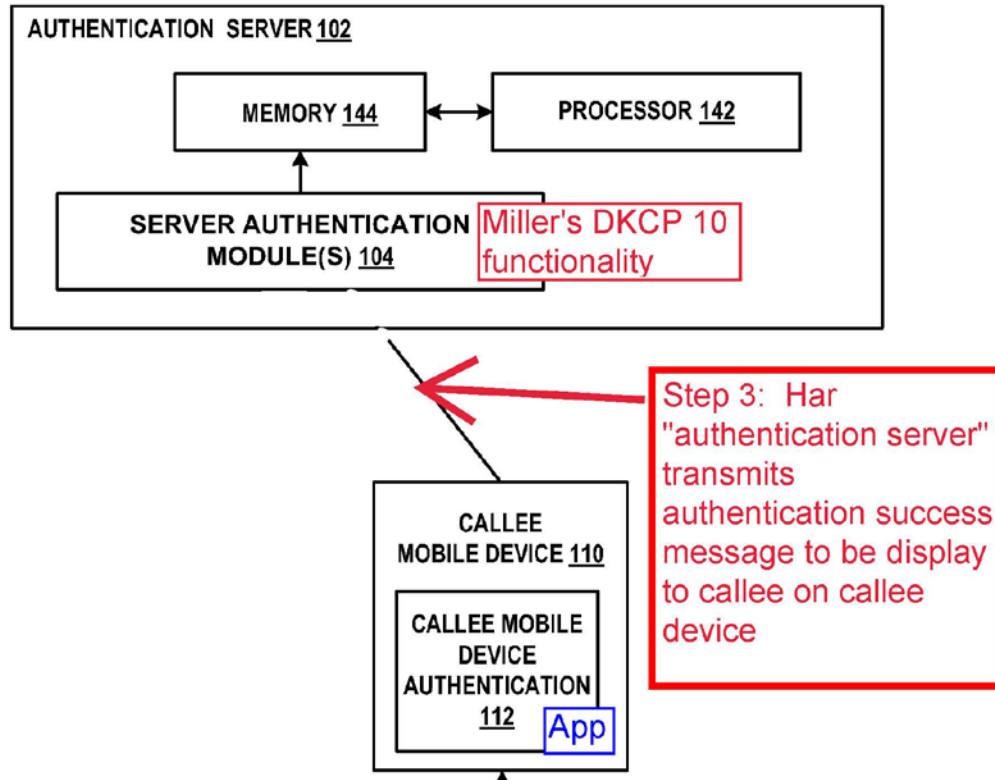 AUTHENTICATION SERVER 102
MEMORY 144
PROCESSOR 142
SERVER AUTHENTICATION
MODULE(S) 104
Miller's DKCP 10
functionality
Step 3: Har
"authentication server"
transmits
authentication success
message to be display
to callee on callee
device
CALLEE
MOBILE DEVICE 110
CALLEE MOBILE
DEVICE
AUTHENTICATION
112
App